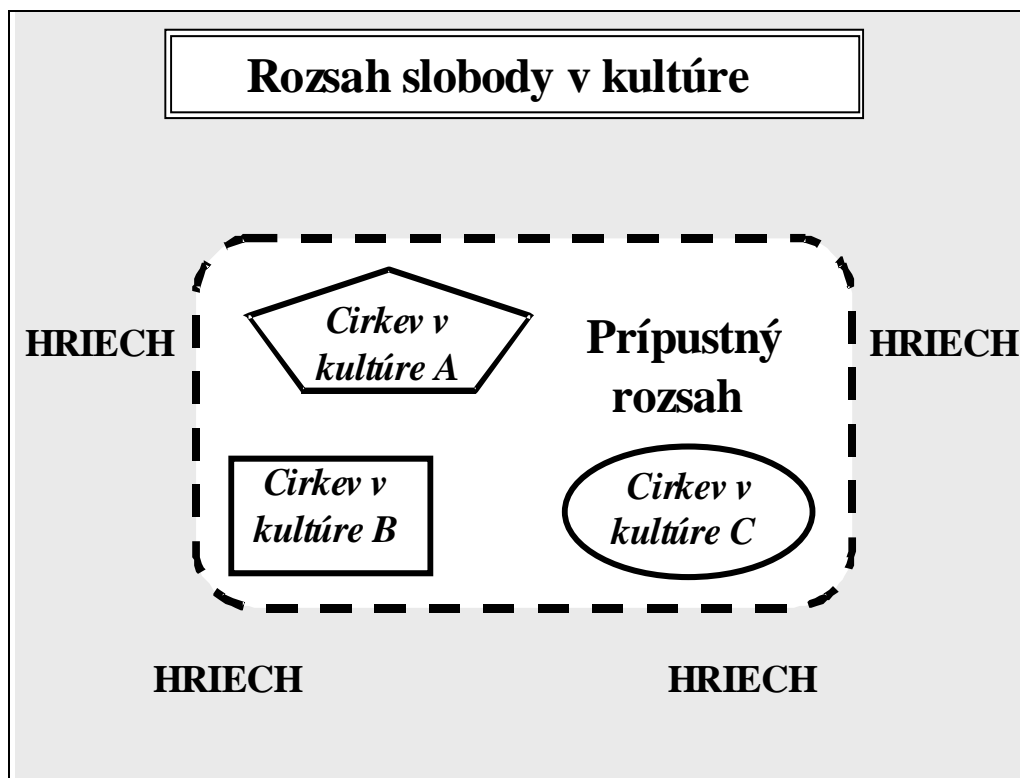 Rozsah slobody v kultúre
HRIECH
Cirkev v
kultúre A
Prípustný
rozsah
HRIECH
Cirkev v
kultúre B
Cirkev v
kultúre C
HRIECH
HRIECH